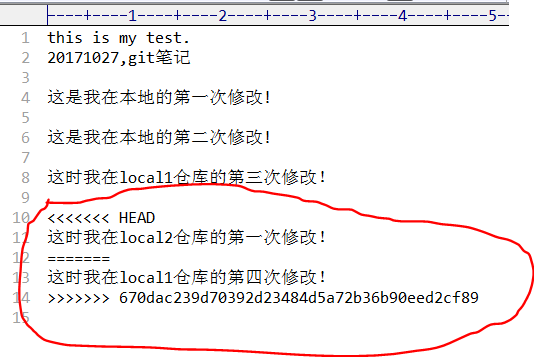 ----+----1----+----2----+----3----+----4----+----5--
1 this is my test.
2 20171027,git笔记
3
4 这是我在本地的第一次修改!
5
6 这是我在本地的第二次修改!
7
8 这时我在local1仓库的第三次修改!
9
10 <<<<<<< HEAD
11 这时我在local2仓库的第一次修改!
12 =======
13 这时我在local1仓库的第四次修改!
14 >>>>>>> 670dac239d70392d23484d5a72b36b90eed2cf89
15